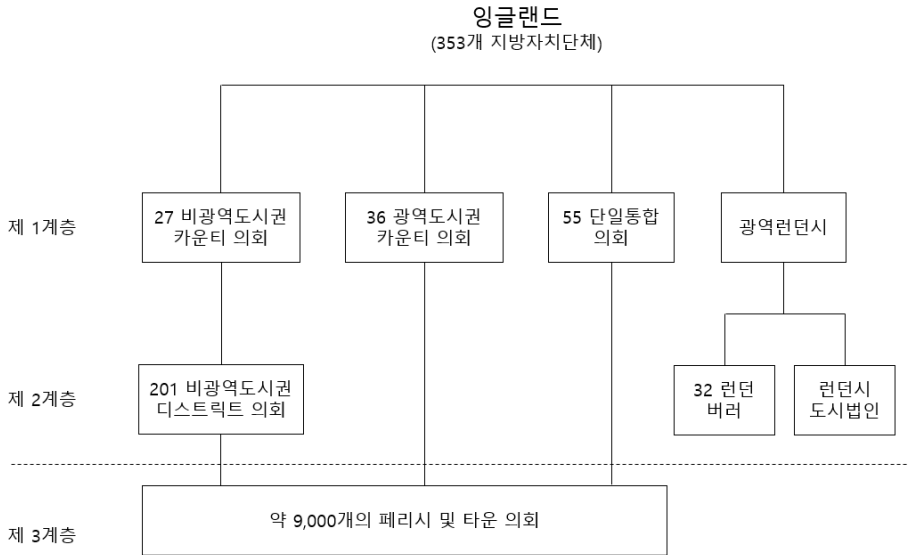 잉글랜드
(353개 지방자치단체)
제 1계층
27 비광역도시권
카운티 의회
36 광역도시권
카운티 의회
55 단일통합
의회
광역런던시
제 2계층
201 비광역도시권
디스트릭트 의회
32 런던
버러
런던시
도시법인
제 3계층
약 9,000개의 페리시 및 타운 의회